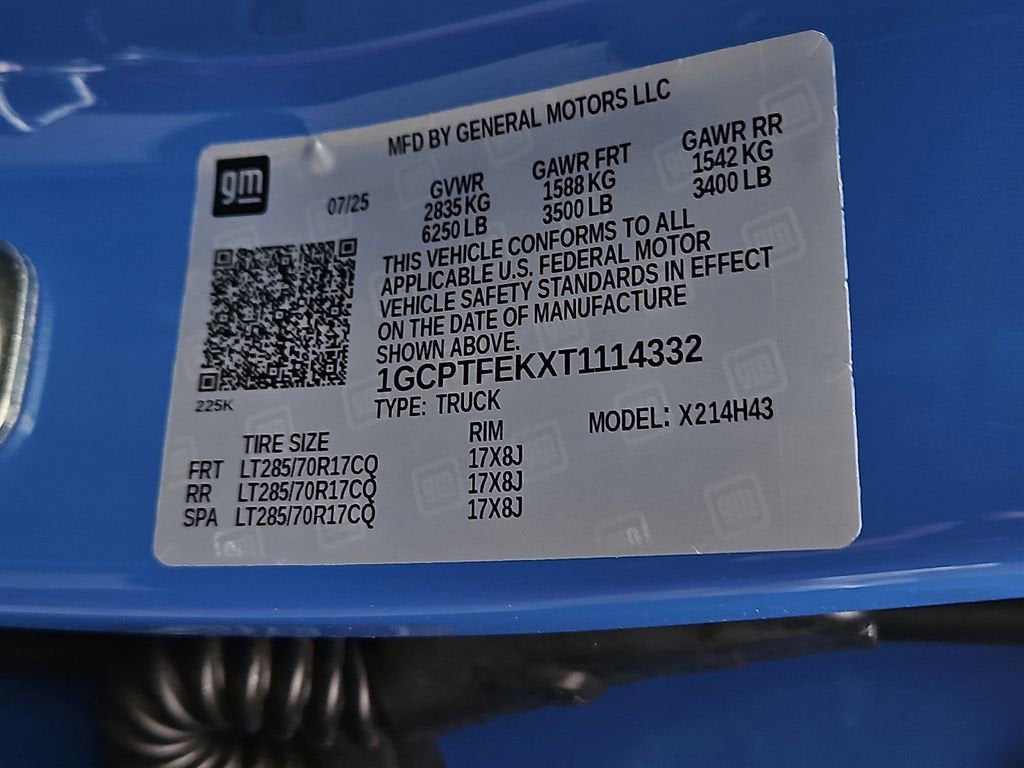 MFD BY GENERAL MOTORS LLC
gm
07/25
GVWR GAWR FRT GAWR RR
2835 KG 1588 KG 1542 KG
6250 LB 3500 LB 3400 LB
THIS VEHICLE CONFORMS TO ALL
APPLICABLE U.S. FEDERAL MOTOR
VEHICLE SAFETY STANDARDS IN EFFECT
ON THE DATE OF MANUFACTURE
SHOWN ABOVE.
1GCPTFEKXT1114332
225K
TYPE: TRUCK MODEL: X214H43
TIRE SIZE RIM
FRT LT285/70R17CQ 17X8J
RR LT285/70R17CQ 17X8J
SPA LT285/70R17CQ 17X8J